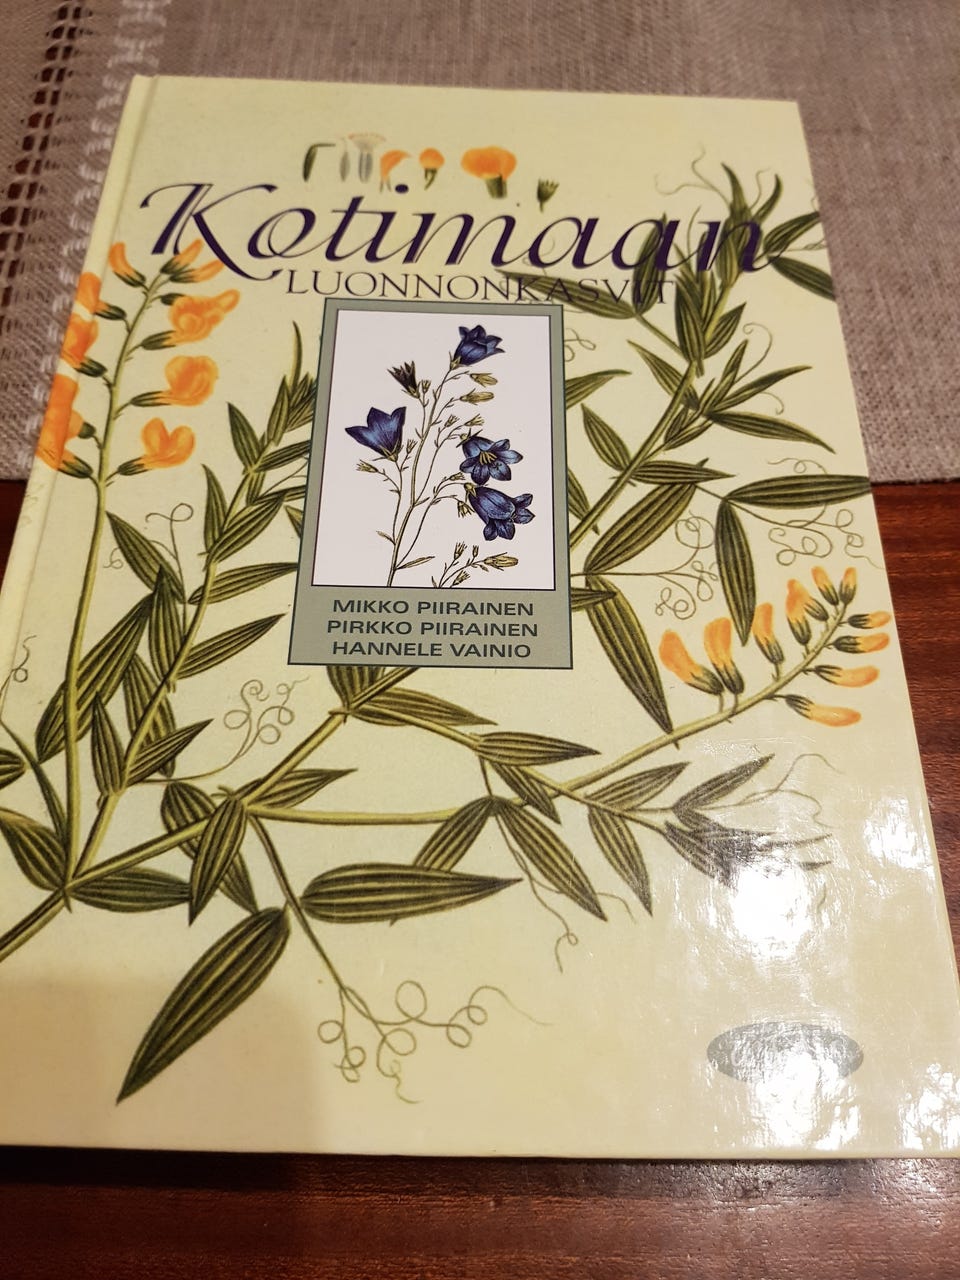 Kotimaan
LUONNONKASVIT
MIKKO PIIRAINEN
PIRKKO PIIRAINEN
HANNELE VAINIO